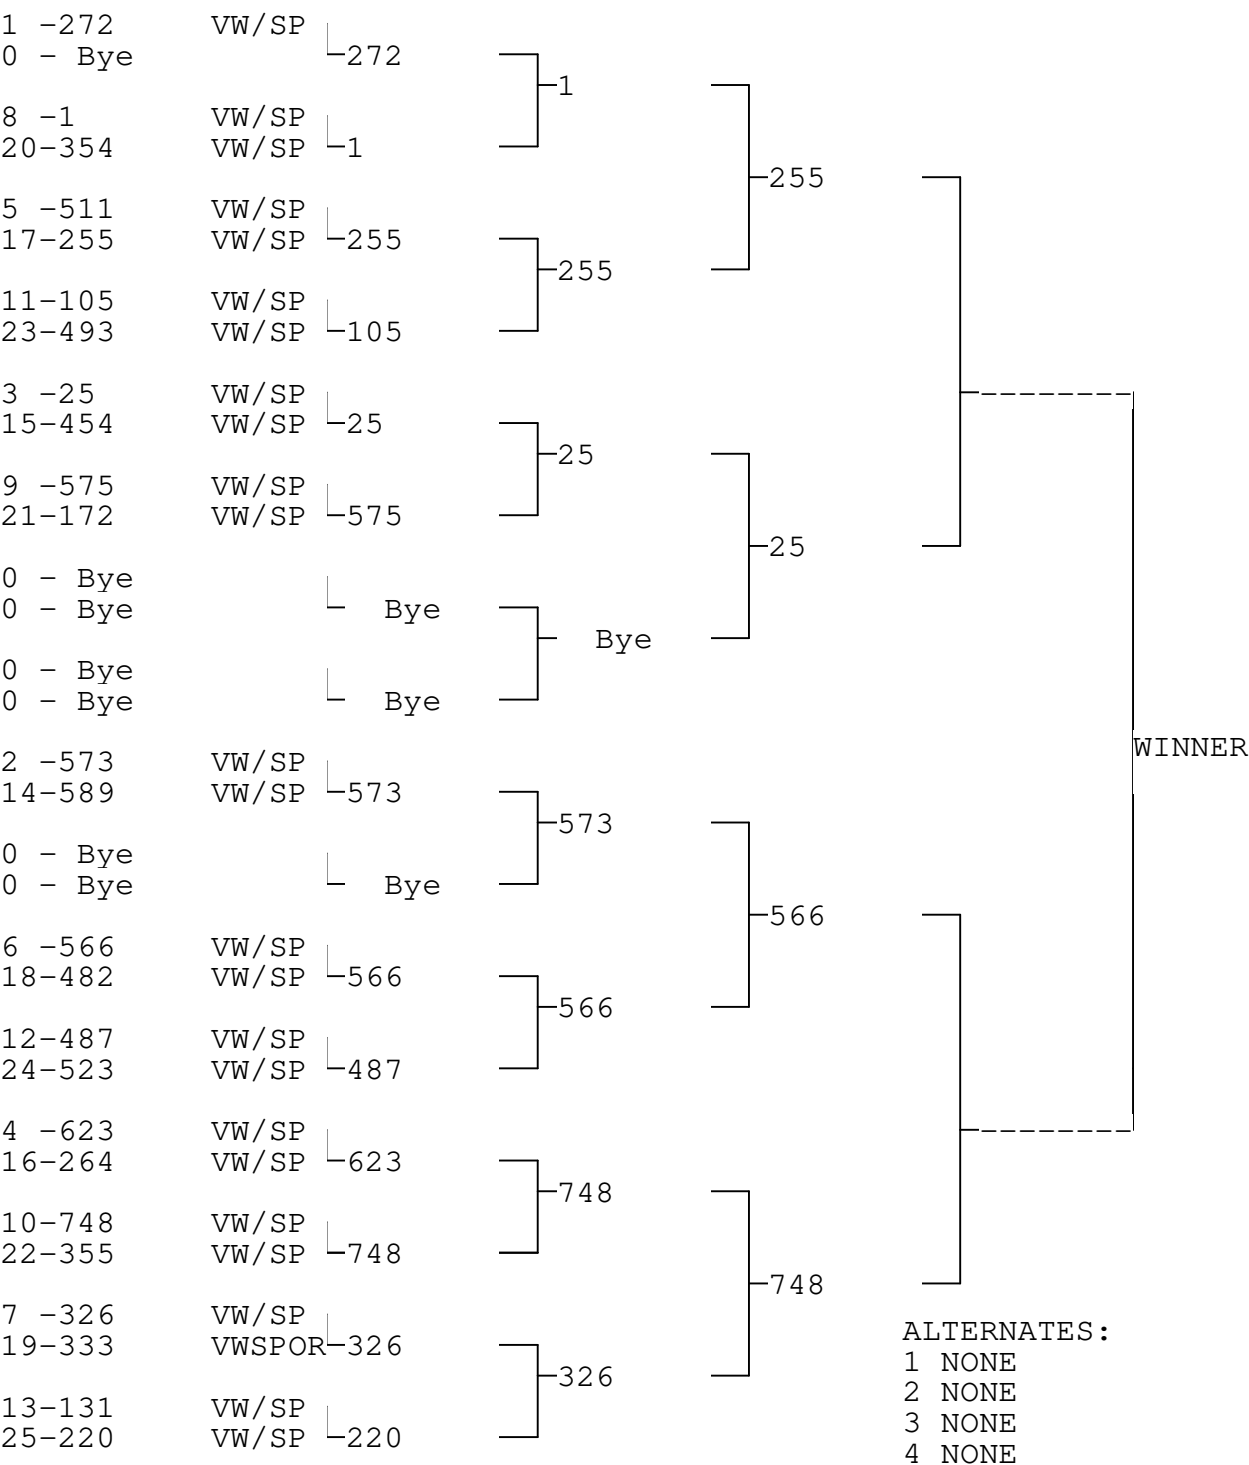 1 -272 VW/SP
0 - Bye 272
1
8 -1 VW/SP
20-354 VW/SP 1
255
5 -511 VW/SP
17-255 VW/SP 255
255
11-105 VW/SP
23-493 VW/SP 105
3 -25 VW/SP
15-454 VW/SP 25
25
9 -575 VW/SP
21-172 VW/SP 575
25
0 - Bye
0 - Bye Bye
Bye
0 - Bye
0 - Bye Bye
WINNER
2 -573 VW/SP
14-589 VW/SP 573
573
0 - Bye
0 - Bye Bye
566
6 -566 VW/SP
18-482 VW/SP 566
566
12-487 VW/SP
24-523 VW/SP 487
4 -623 VW/SP
16-264 VW/SP 623
748
10-748 VW/SP
22-355 VW/SP 748
748
7 -326 VW/SP
19-333 VWSPOR 326
326
13-131 VW/SP
25-220 VW/SP 220
ALTERNATES:
1 NONE
2 NONE
3 NONE
4 NONE